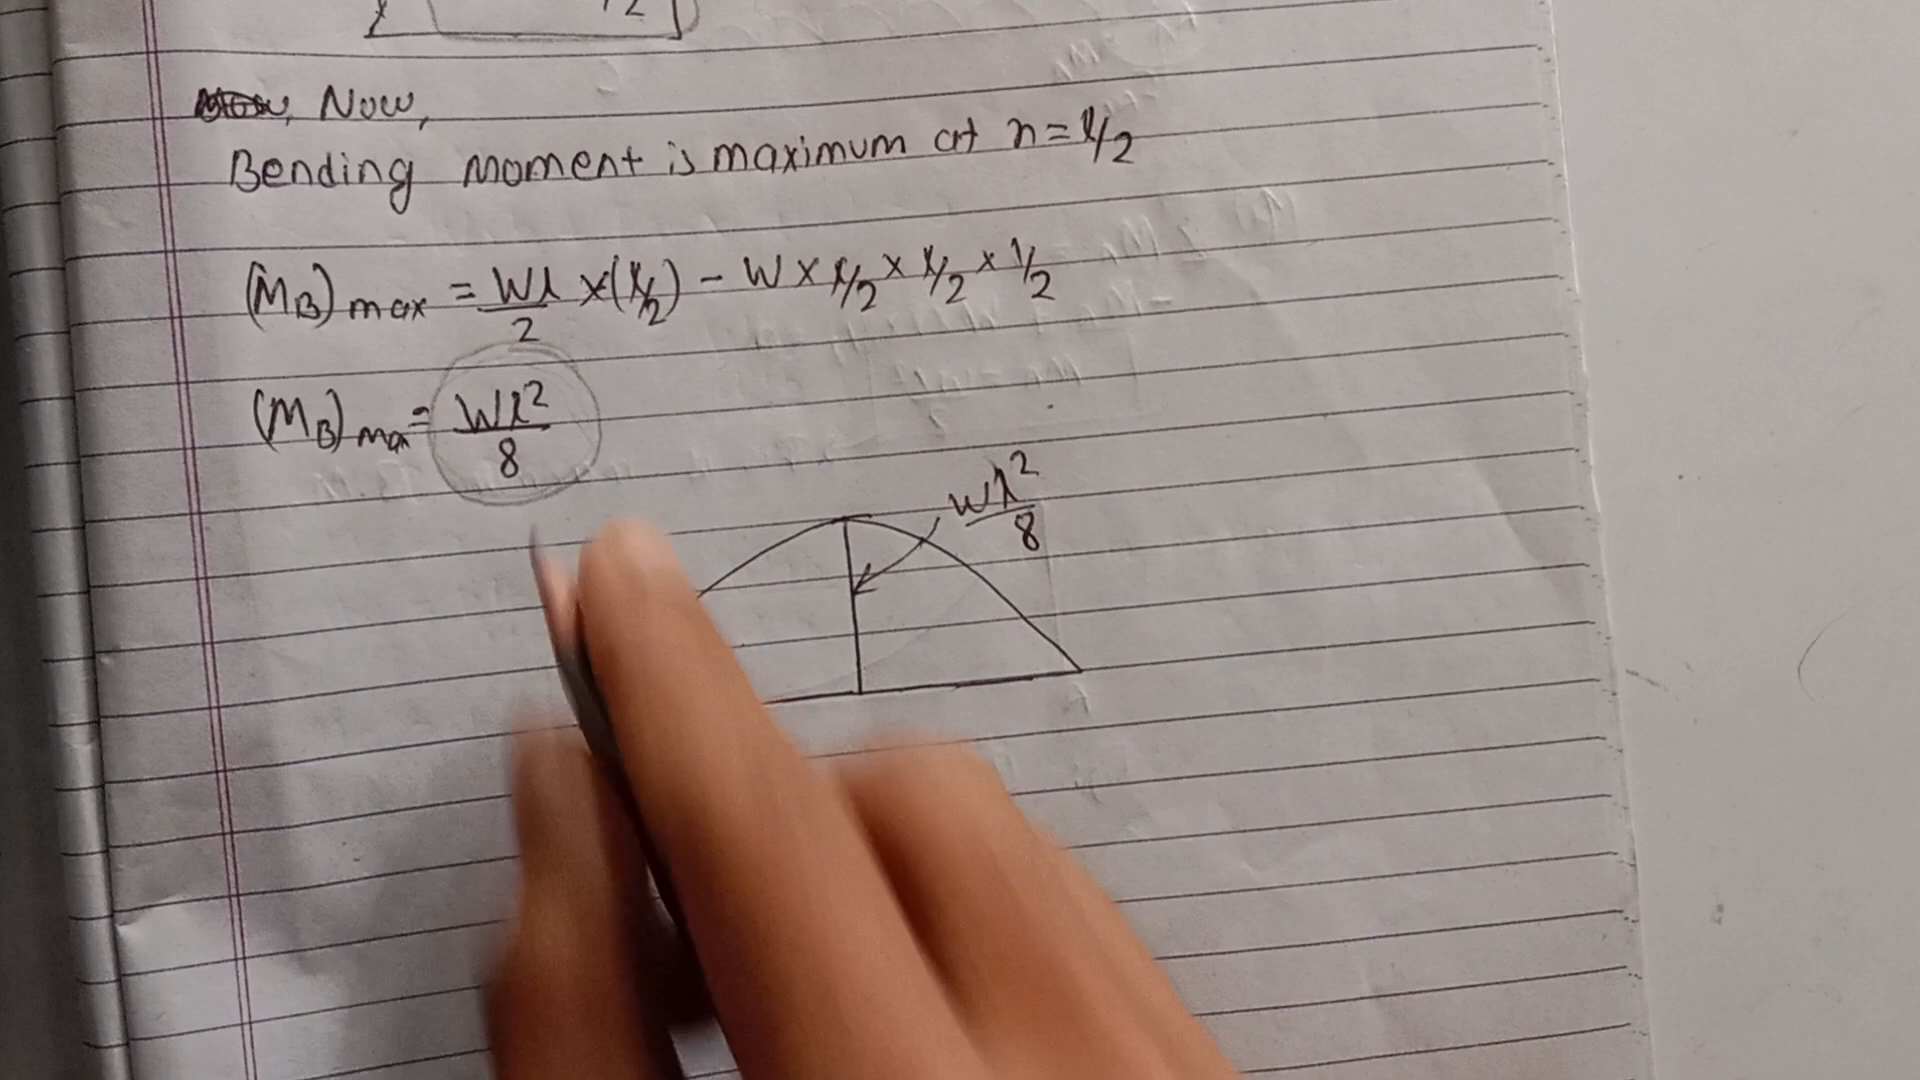 Now,
Bending moment is maximum at x = l/2
(MB)max = Wl/2 × (l/2) - W × l/2 × l/2 × 1/2
(MB)max = Wl²/8
wl²/8